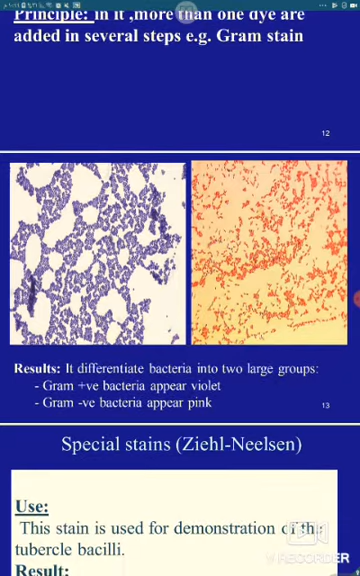 Principle: in it ,more than one dye are
added in several steps e.g. Gram stain
12
Results: It differentiate bacteria into two large groups:
- Gram +ve bacteria appear violet
- Gram -ve bacteria appear pink
13
Special stains (Ziehl-Neelsen)
Use:
This stain is used for demonstration of the
tubercle bacilli.
Result:
RECORDER